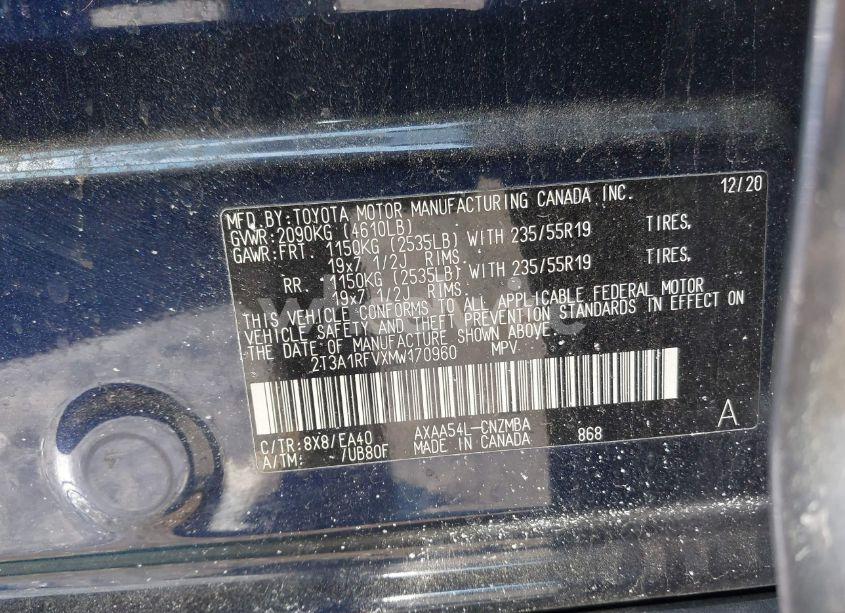 12/20
MFD.BY:TOYOTA MOTOR MANUFACTURING CANADA INC.
GVWR:2090KG (4610LB)
GAWR:FRT. 1150KG (2535LB) WITH 235/55R19 TIRES,
19x7 1/2J RIMS.
RR. 1150KG (2535LB) WITH 235/55R19 TIRES,
19x7 1/2J RIMS.
THIS VEHICLE CONFORMS TO ALL APPLICABLE FEDERAL MOTOR
VEHICLE SAFETY AND THEFT PREVENTION STANDARDS IN EFFECT ON
THE DATE OF MANUFACTURE SHOWN ABOVE.
2T3A1RFVXMW170960 MPV
C/TR:8X8/EA40 AXAA54L-CNZMBA 868 A
A/TM: /UB80F MADE IN CANADA